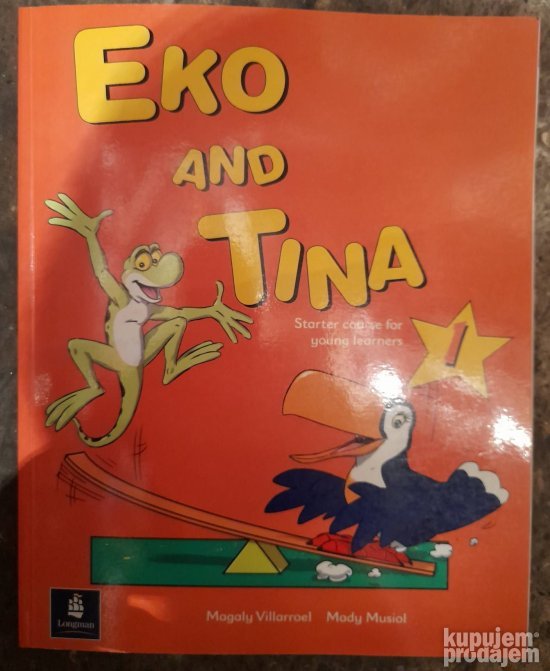 EKO
AND
TINA
Starter course for
young learners
1
Longman
Magaly Villarroel Mady Musiol
kupujem
prodajem